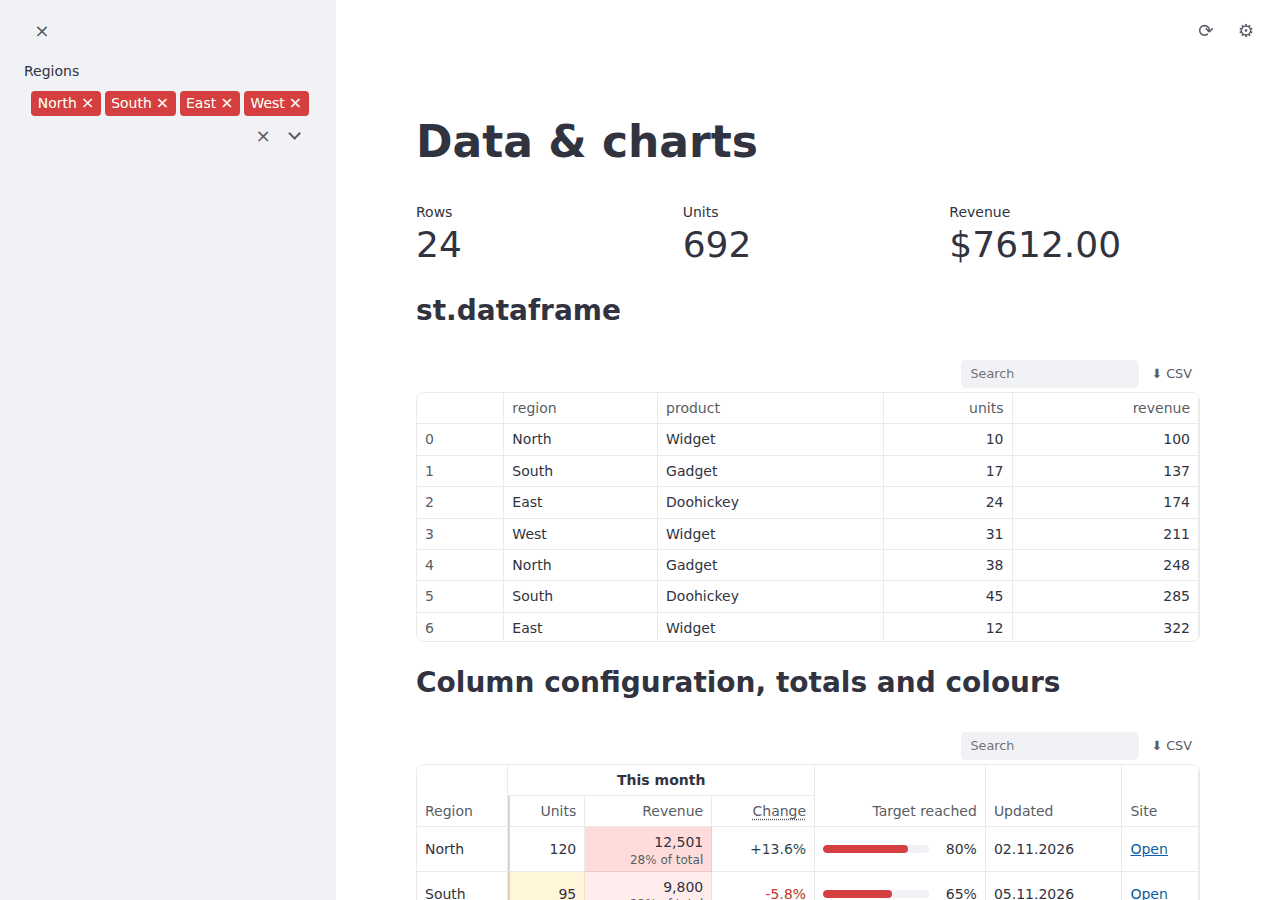 Regions
North ✕ South ✕ East ✕ West ✕
Data & charts
Rows Units Revenue
24 692 $7612.00
st.dataframe
Search ⬇ CSV
region product units revenue
0 North Widget 10 100
1 South Gadget 17 137
2 East Doohickey 24 174
3 West Widget 31 211
4 North Gadget 38 248
5 South Doohickey 45 285
6 East Widget 12 322
Column configuration, totals and colours
Search ⬇ CSV
This month
Region Units Revenue Change Target reached Updated Site
North 120 12,501 +13.6% 80% 02.11.2026 Open
28% of total
South 95 9,800 -5.8% 65% 05.11.2026 Open